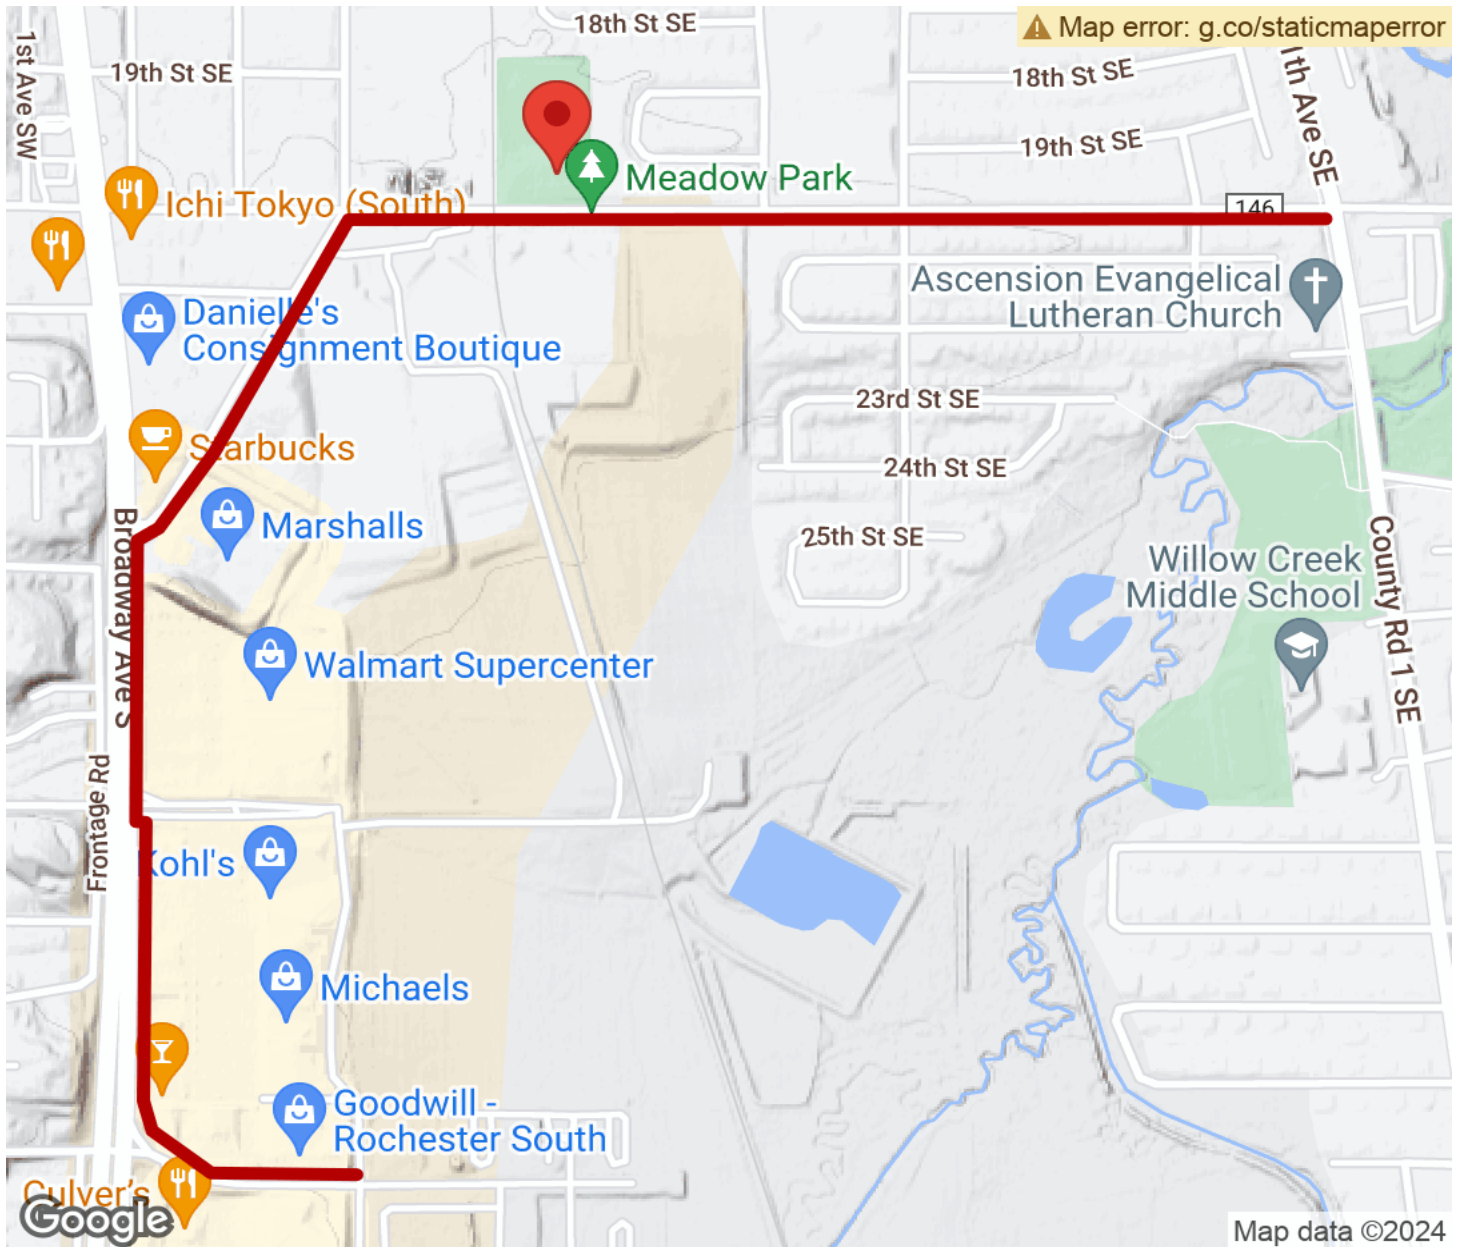 18th St SE
Map error: g.co/staticmaperror
1st Ave SW
19th St SE
18th St SE
19th St SE
Meadow Park
Ichi Tokyo (South)
146
Ascension Evangelical
Lutheran Church
Danielle's
Consignment Boutique
23rd St SE
Starbucks
24th St SE
Marshalls
25th St SE
Broadway Ave S
County Rd 1 SE
Willow Creek
Middle School
Walmart Supercenter
Frontage Rd
Kohl's
Michaels
Goodwill -
Rochester South
Culver's
Google
Map data ©2024